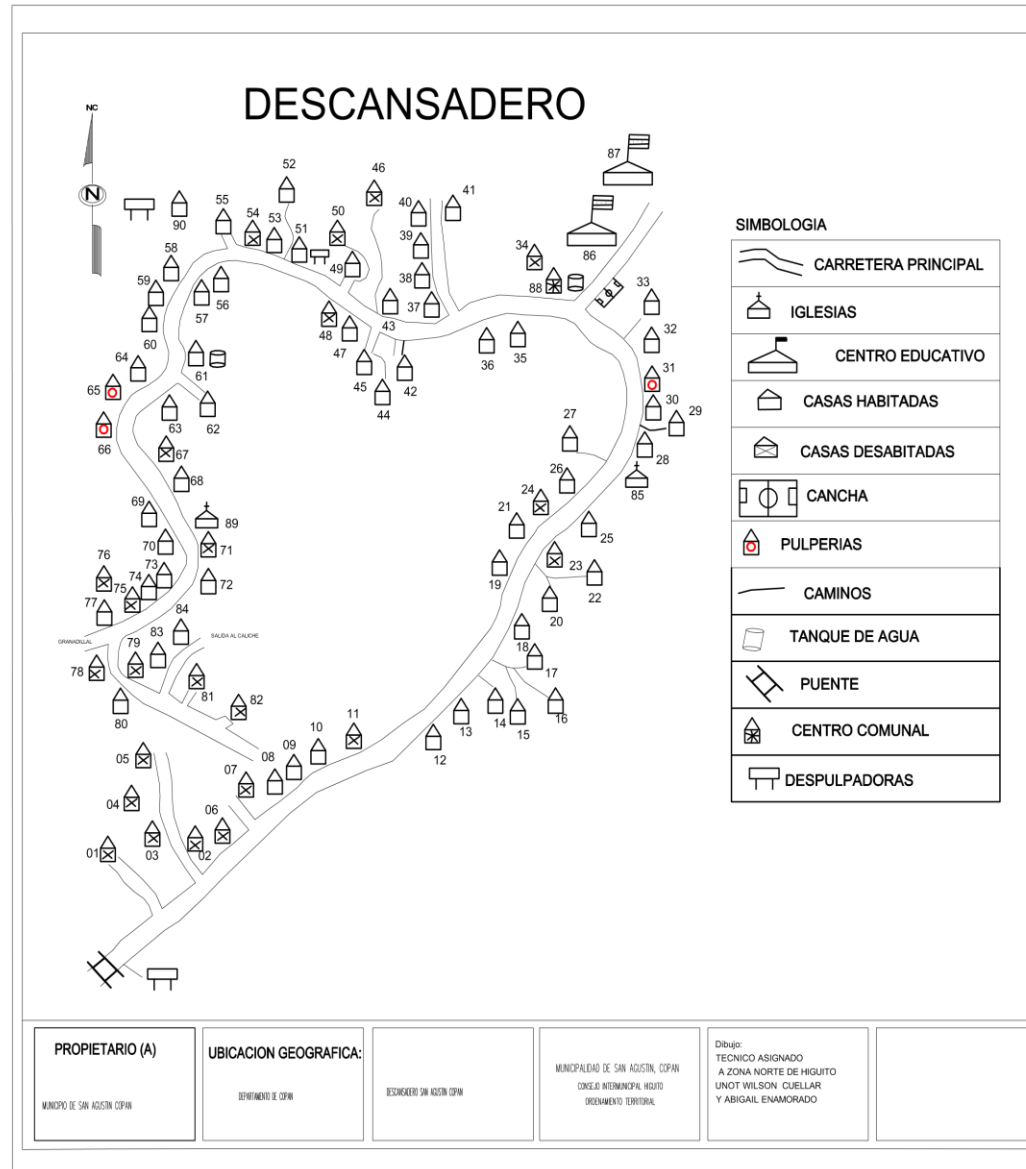 DESCANSADERO
NC
N
87
52
46
55
54
53
50
40
41
90
51
39
86
34
58
49
38
88
33
59
56
57
43
37
60
48
32
47
36
35
64
61
45
42
31
65
44
30
29
66
63
62
27
28
67
26
85
68
24
69
21
25
89
70
71
23
76
73
19
22
75
74
72
77
84
20
GRANADILLAL
83
SALIDA AL CAUCHE
18
79
17
78
81
82
14
16
80
11
13
15
10
12
05
09
08
07
04
06
01
03
02
SIMBOLOGIA
CARRETERA PRINCIPAL
IGLESIAS
CENTRO EDUCATIVO
CASAS HABITADAS
CASAS DESABITADAS
CANCHA
PULPERIAS
CAMINOS
TANQUE DE AGUA
PUENTE
CENTRO COMUNAL
DESPULPADORAS
PROPIETARIO (A)
MUNICIPIO DE SAN AGUSTIN COPAN
UBICACION GEOGRAFICA:
DEPARTAMENTO DE COPAN
DESCANSADERO SAN AGUSTIN COPAN
MUNICIPALIDAD DE SAN AGUSTIN, COPAN
CONSEJO INTERMUNICIPAL HIGUITO
ORDENAMIENTO TERRITORIAL
Dibujo:
TECNICO ASIGNADO
A ZONA NORTE DE HIGUITO
UNOT WILSON CUELLAR
Y ABIGAIL ENAMORADO